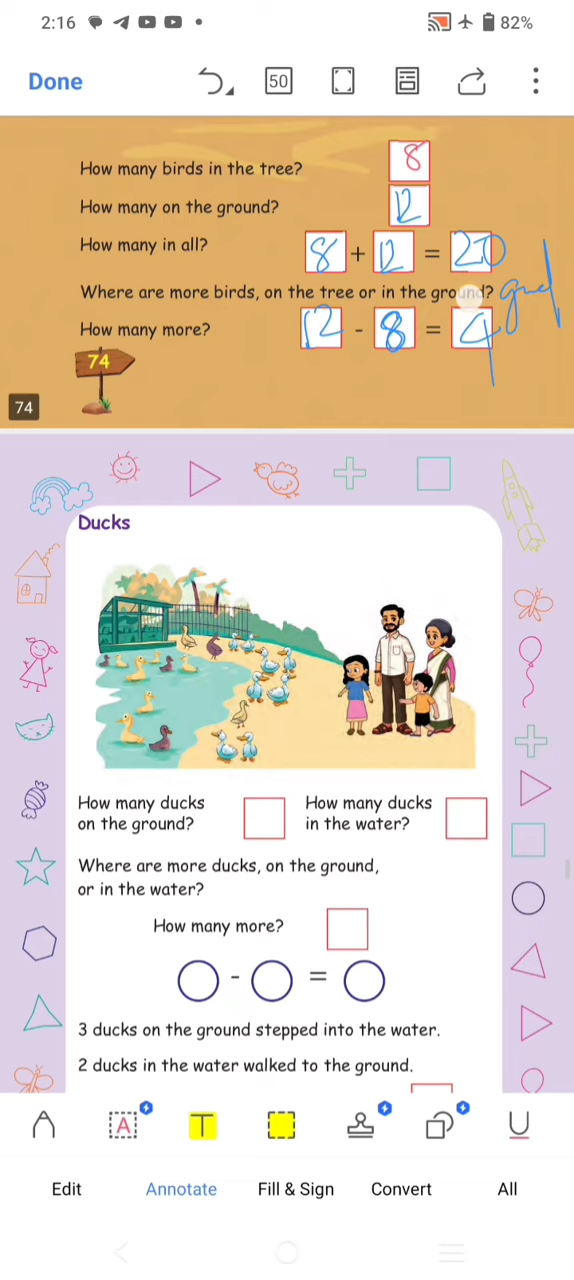 2:16
82%
Done
50
How many birds in the tree? 8
How many on the ground? 12
How many in all? 8 + 12 = 20
Where are more birds, on the tree or in the ground?
How many more? 12 - 8 = 4
74
74
Ducks
How many ducks
on the ground?
How many ducks
in the water?
Where are more ducks, on the ground,
or in the water?
How many more?
- =
3 ducks on the ground stepped into the water.
2 ducks in the water walked to the ground.
A
T
U
Edit
Annotate
Fill & Sign
Convert
All